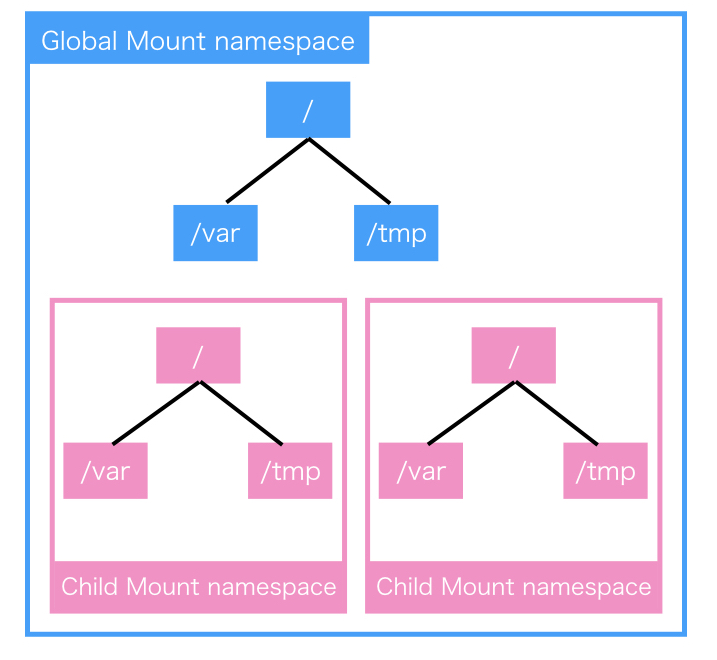 Global Mount namespace
/
/var
/tmp
/
/
/var
/tmp
/var
/tmp
Child Mount namespace
Child Mount namespace